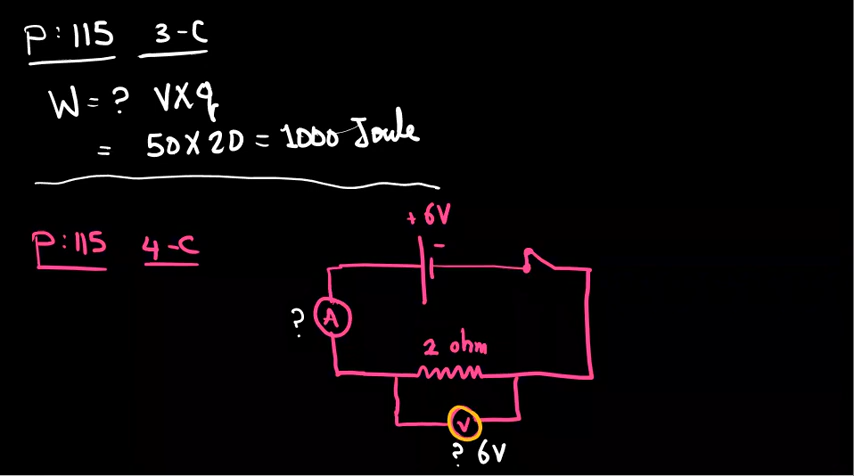 P:115 3-C
W = ? V×q
= 50×20 = 1000 Joule
P:115 4-C
+ 6V -
? A
2 ohm
V
? 6V